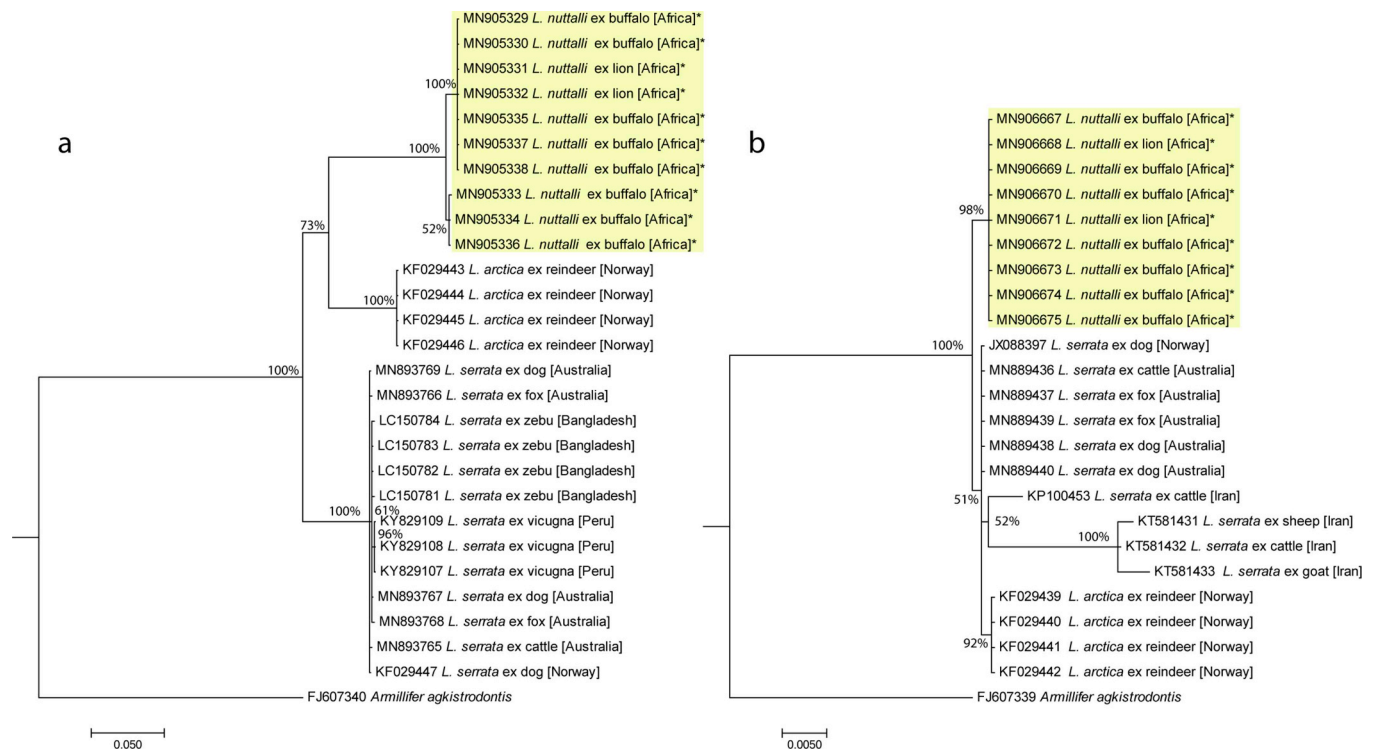 a
MN905329 L. nuttalli ex buffalo [Africa]*
MN905330 L. nuttalli ex buffalo [Africa]*
MN905331 L. nuttalli ex lion [Africa]*
100%
MN905332 L. nuttalli ex lion [Africa]*
MN905335 L. nuttalli ex buffalo [Africa]*
MN905337 L. nuttalli ex buffalo [Africa]*
100%
MN905338 L. nuttalli ex buffalo [Africa]*
MN905333 L. nuttalli ex buffalo [Africa]*
MN905334 L. nuttalli ex buffalo [Africa]*
73%
52%
MN905336 L. nuttalli ex buffalo [Africa]*
KF029443 L. arctica ex reindeer [Norway]
KF029444 L. arctica ex reindeer [Norway]
100%
KF029445 L. arctica ex reindeer [Norway]
KF029446 L. arctica ex reindeer [Norway]
100%
MN893769 L. serrata ex dog [Australia]
MN893766 L. serrata ex fox [Australia]
LC150784 L. serrata ex zebu [Bangladesh]
LC150783 L. serrata ex zebu [Bangladesh]
LC150782 L. serrata ex zebu [Bangladesh]
LC150781 L. serrata ex zebu [Bangladesh]
100%
61%
KY829109 L. serrata ex vicugna [Peru]
96%
KY829108 L. serrata ex vicugna [Peru]
KY829107 L. serrata ex vicugna [Peru]
MN893767 L. serrata ex dog [Australia]
MN893768 L. serrata ex fox [Australia]
MN893765 L. serrata ex cattle [Australia]
KF029447 L. serrata ex dog [Norway]
FJ607340 Armillifer agkistrodontis
0.050
b
MN906667 L. nuttalli ex buffalo [Africa]*
MN906668 L. nuttalli ex lion [Africa]*
MN906669 L. nuttalli ex buffalo [Africa]*
MN906670 L. nuttalli ex buffalo [Africa]*
98%
MN906671 L. nuttalli ex lion [Africa]*
MN906672 L. nuttalli ex buffalo [Africa]*
MN906673 L. nuttalli ex buffalo [Africa]*
MN906674 L. nuttalli ex buffalo [Africa]*
MN906675 L. nuttalli ex buffalo [Africa]*
100%
JX088397 L. serrata ex dog [Norway]
MN889436 L. serrata ex cattle [Australia]
MN889437 L. serrata ex fox [Australia]
MN889439 L. serrata ex fox [Australia]
MN889438 L. serrata ex dog [Australia]
MN889440 L. serrata ex dog [Australia]
51%
KP100453 L. serrata ex cattle [Iran]
52%
KT581431 L. serrata ex sheep [Iran]
100%
KT581432 L. serrata ex cattle [Iran]
KT581433 L. serrata ex goat [Iran]
KF029439 L. arctica ex reindeer [Norway]
KF029440 L. arctica ex reindeer [Norway]
92%
KF029441 L. arctica ex reindeer [Norway]
KF029442 L. arctica ex reindeer [Norway]
FJ607339 Armillifer agkistrodontis
0.0050